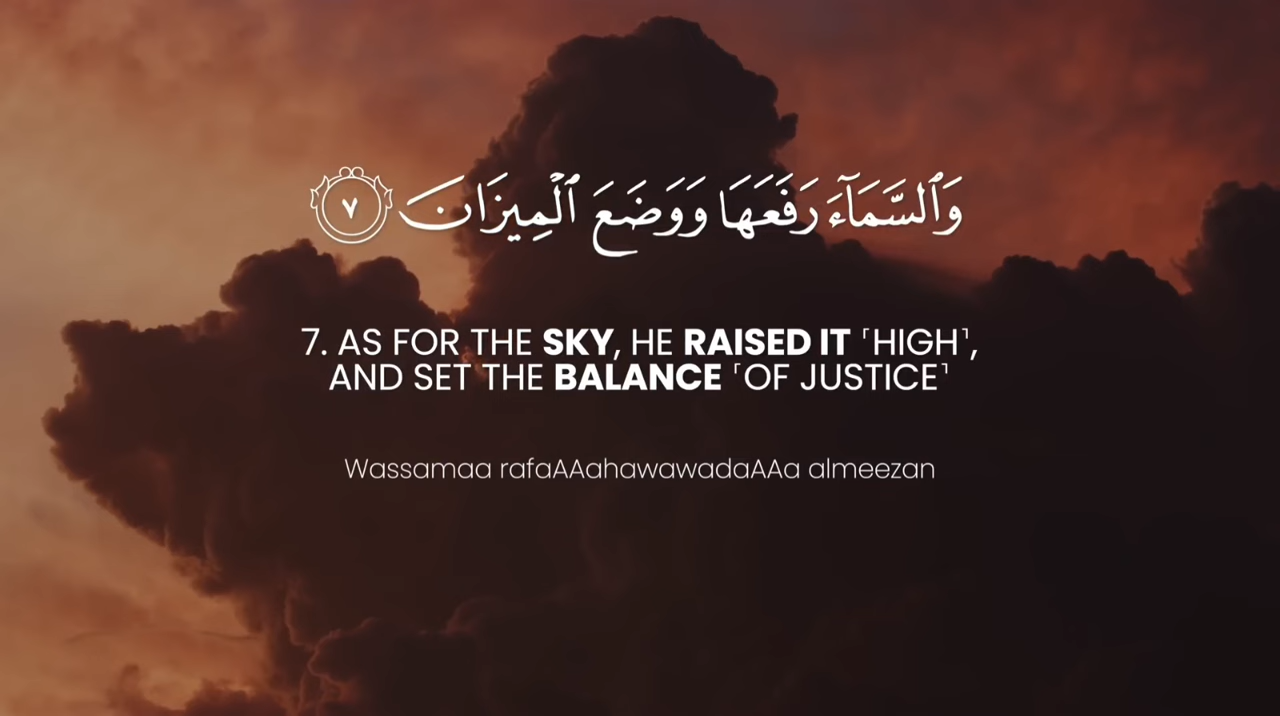 وَٱلسَّمَآءَ رَفَعَهَا وَوَضَعَ ٱلْمِيزَانَ ٧
7. AS FOR THE SKY, HE RAISED IT ⸢HIGH⸣,
AND SET THE BALANCE ⸢OF JUSTICE⸣
Wassamaa rafaAAahawawadaAAa almeezan